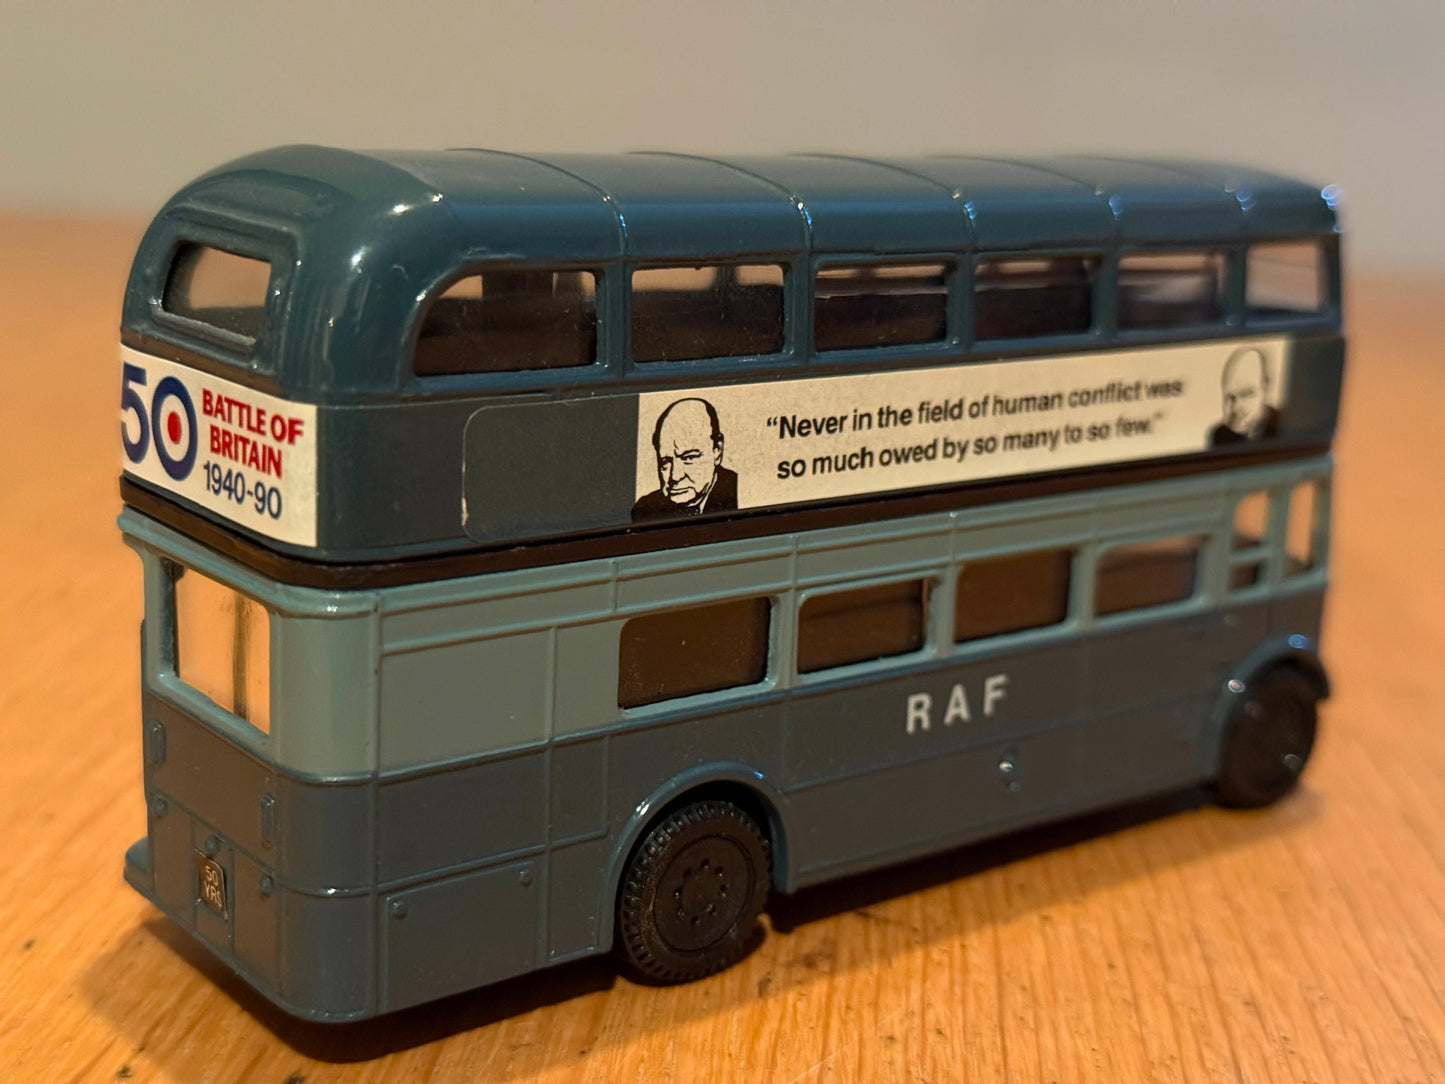 50
BATTLE OF
BRITAIN
1940-90
"Never in the field of human conflict was
so much owed by so many to so few."
RAF
50
YRS